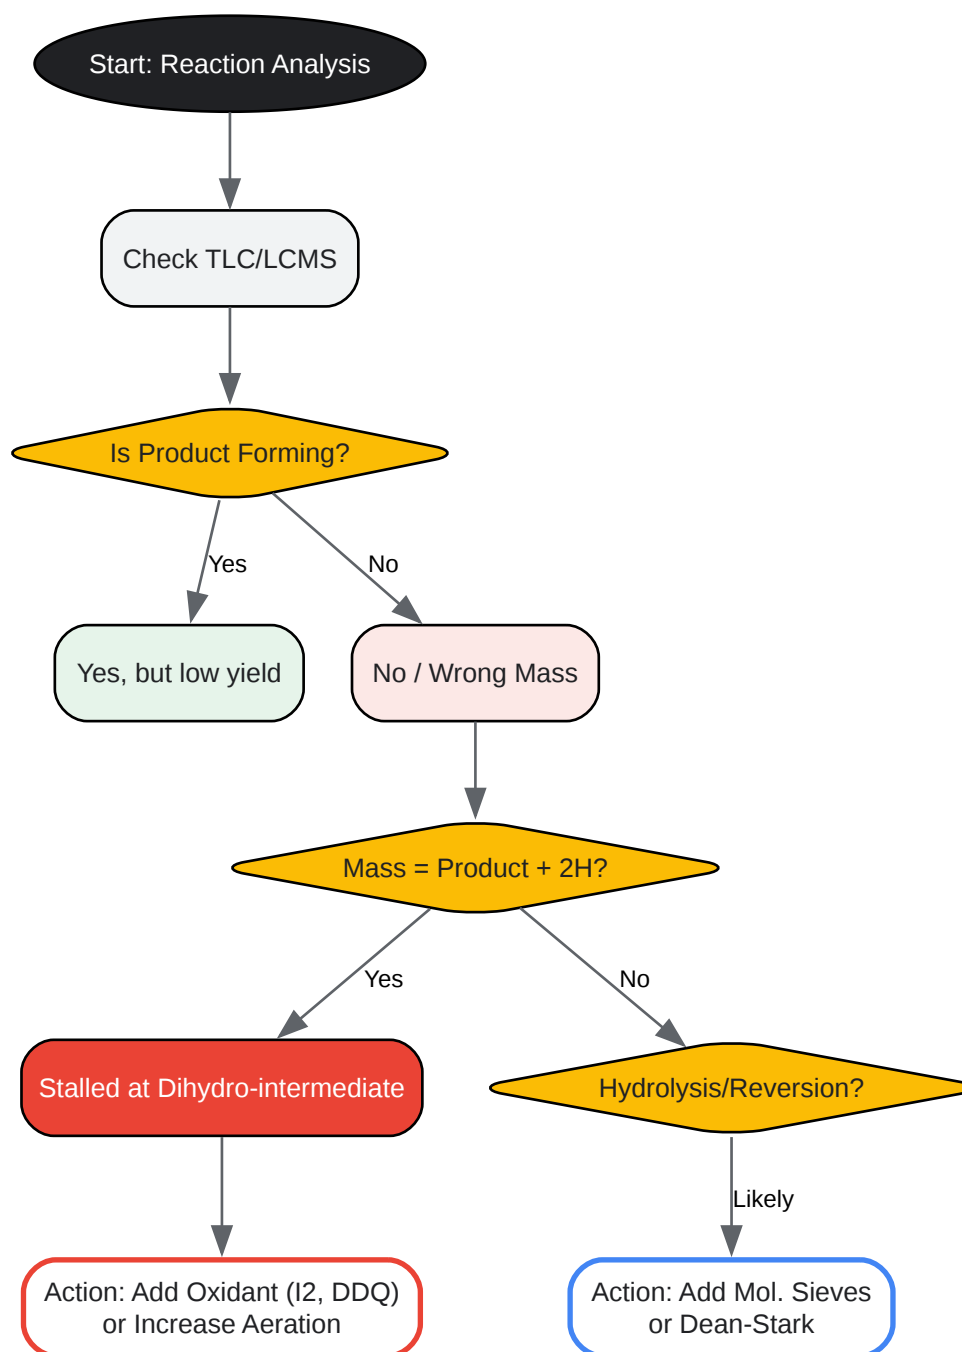 Start: Reaction Analysis
Check TLC/LCMS
Is Product Forming?
Yes
No
Yes, but low yield
No / Wrong Mass
Mass = Product + 2H?
Yes
No
Stalled at Dihydro-intermediate
Hydrolysis/Reversion?
Likely
Action: Add Oxidant (I2, DDQ)
or Increase Aeration
Action: Add Mol. Sieves
or Dean-Stark